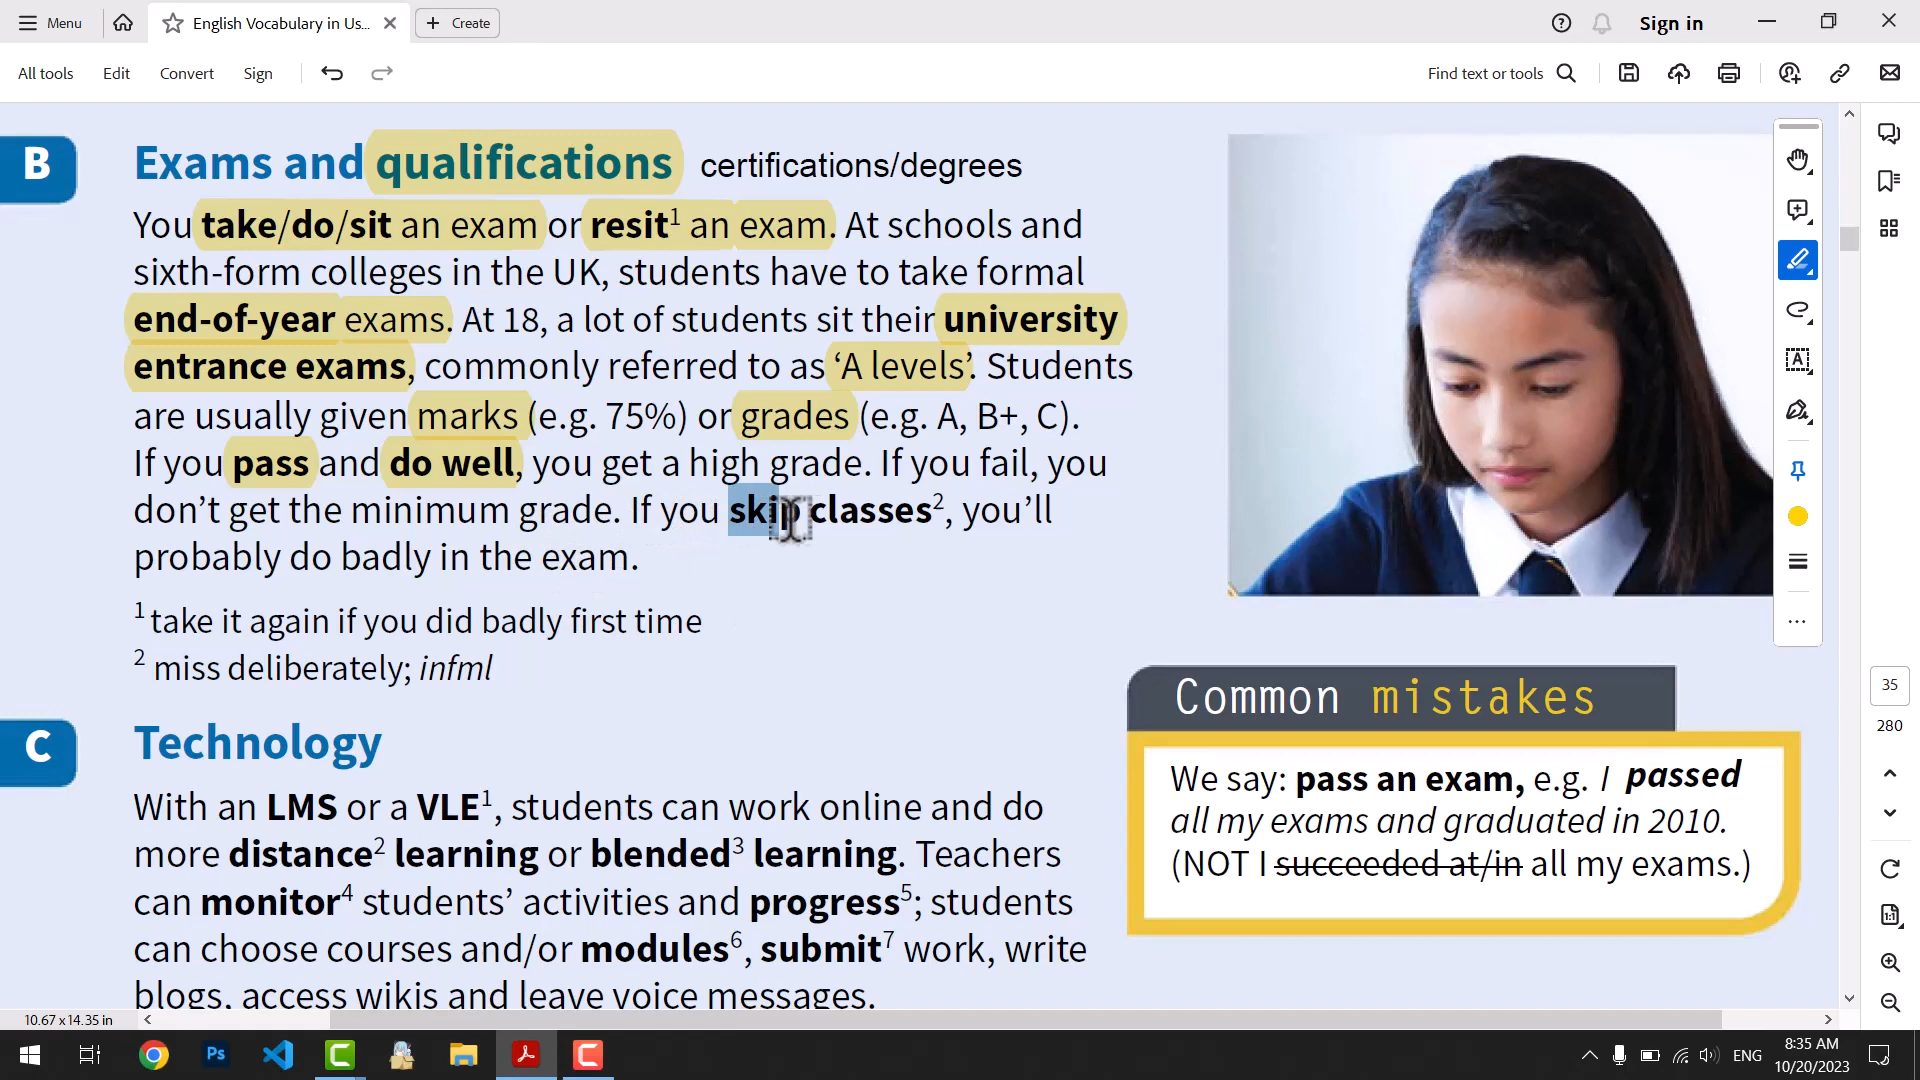 Menu
English Vocabulary in Us...
Create
Sign in
All tools
Edit
Convert
Sign
Find text or tools
B
Exams and qualifications certifications/degrees
You take/do/sit an exam or resit1 an exam. At schools and
sixth-form colleges in the UK, students have to take formal
end-of-year exams. At 18, a lot of students sit their university
entrance exams, commonly referred to as ‘A levels’. Students
are usually given marks (e.g. 75%) or grades (e.g. A, B+, C).
If you pass and do well, you get a high grade. If you fail, you
don’t get the minimum grade. If you skip classes2, you’ll
probably do badly in the exam.
1 take it again if you did badly first time
2 miss deliberately; infml
C
Technology
With an LMS or a VLE1, students can work online and do
more distance2 learning or blended3 learning. Teachers
can monitor4 students’ activities and progress5; students
can choose courses and/or modules6, submit7 work, write
blogs, access wikis and leave voice messages.
Common mistakes
We say: pass an exam, e.g. I passed
all my exams and graduated in 2010.
(NOT I succeeded at/in all my exams.)
35
280
10.67 x 14.35 in
Ps
ENG
8:35 AM
10/20/2023